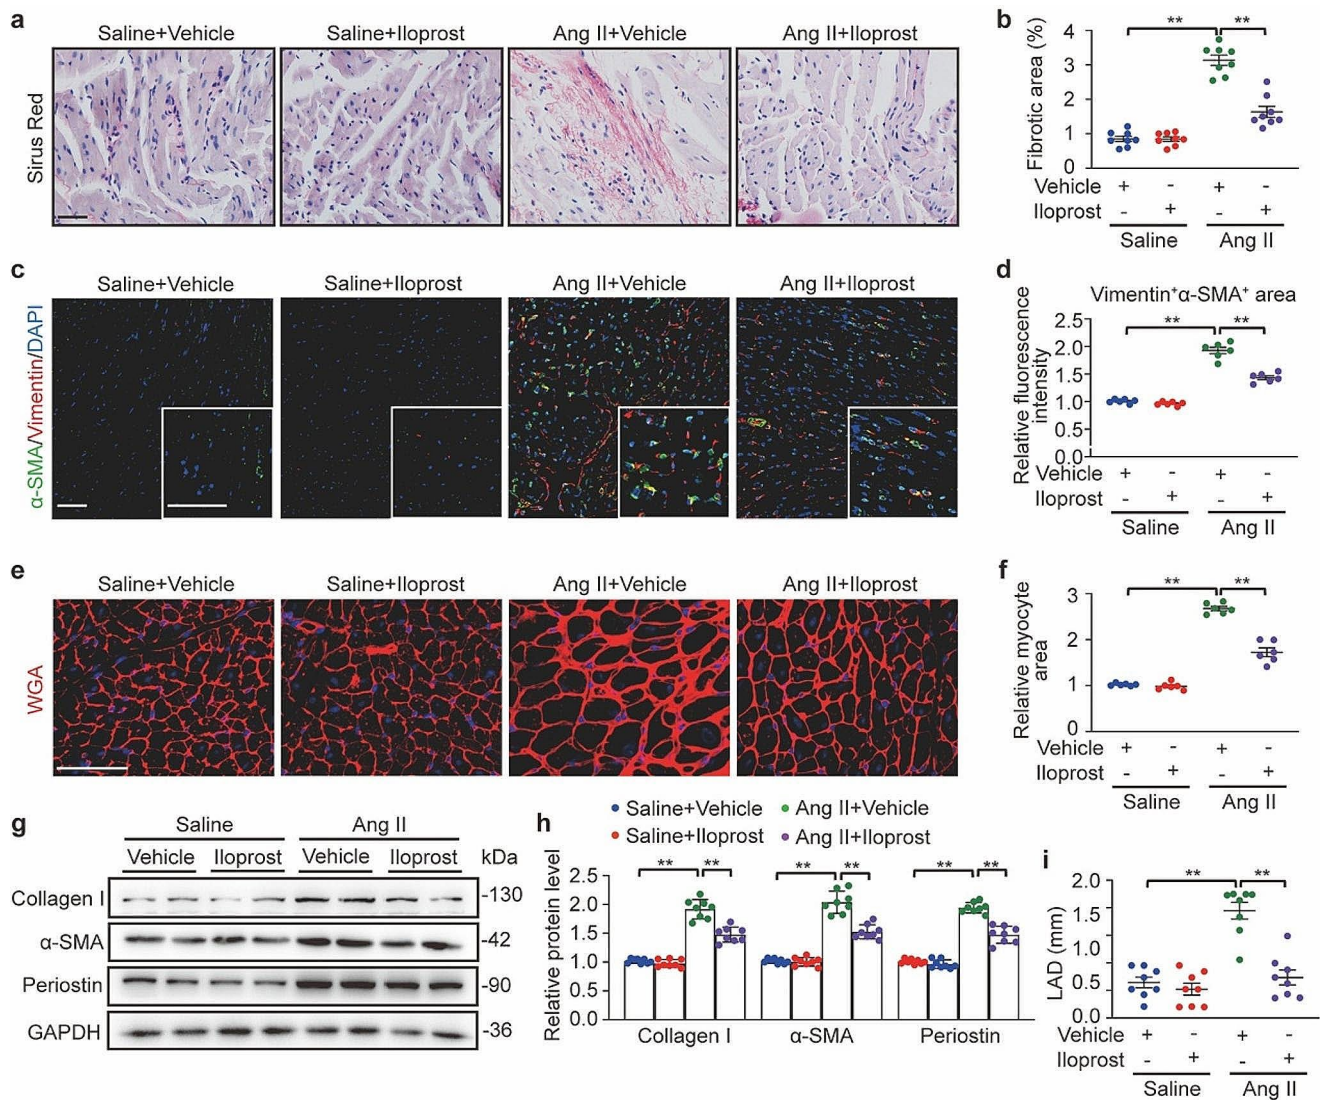 a
Saline+Vehicle
Saline+Iloprost
Ang II+Vehicle
Ang II+Iloprost
Sirus Red
b
Fibrotic area (%)
4
3
2
1
0
** **
Vehicle + - + -
Iloprost - + - +
Saline Ang II
c
Saline+Vehicle
Saline+Iloprost
Ang II+Vehicle
Ang II+Iloprost
α-SMA/Vimentin/DAPI
d
Vimentin⁺α-SMA⁺ area
Relative fluorescence
intensity
2.5
2.0
1.5
1.0
0.5
0.0
** **
Vehicle + - + -
Iloprost - + - +
Saline Ang II
e
Saline+Vehicle
Saline+Iloprost
Ang II+Vehicle
Ang II+Iloprost
WGA
f
Relative myocyte
area
3
2
1
0
** **
Vehicle + - + -
Iloprost - + - +
Saline Ang II
g
Saline Ang II
Vehicle Iloprost Vehicle Iloprost kDa
Collagen I -130
α-SMA -42
Periostin -90
GAPDH -36
h
Saline+Vehicle Ang II+Vehicle
Saline+Iloprost Ang II+Iloprost
Relative protein level
2.5
2.0
1.5
1.0
0.5
0.0
** ** ** ** ** **
Collagen I α-SMA Periostin
i
LAD (mm)
2.0
1.5
1.0
0.5
0.0
** **
Vehicle + - + -
Iloprost - + - +
Saline Ang II